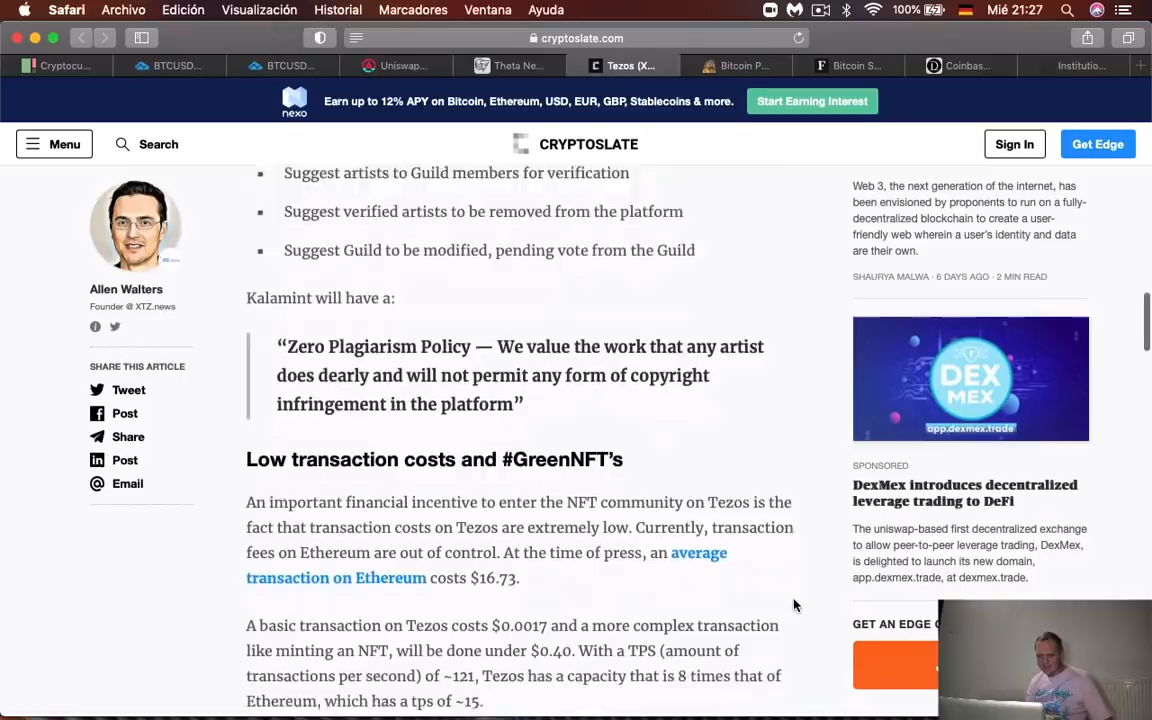 Safari Archivo Edición Visualización Historial Marcadores Ventana Ayuda 100% Mié 21:27
cryptoslate.com
Cryptocu... BTCUSD... BTCUSD... Uniswap... Theta Ne... Tezos (X... Bitcoin P... Bitcoin S... Coinbas... Institutio...
nexo
Earn up to 12% APY on Bitcoin, Ethereum, USD, EUR, GBP, Stablecoins & more. Start Earning Interest
Menu Search CRYPTOSLATE Sign In Get Edge
Allen Walters
Founder @ XTZ.news
SHARE THIS ARTICLE
Tweet
Post
Share
Post
Email
Suggest artists to Guild members for verification
Suggest verified artists to be removed from the platform
Suggest Guild to be modified, pending vote from the Guild
Kalamint will have a:
“Zero Plagiarism Policy — We value the work that any artist
does dearly and will not permit any form of copyright
infringement in the platform”
Low transaction costs and #GreenNFT’s
An important financial incentive to enter the NFT community on Tezos is the
fact that transaction costs on Tezos are extremely low. Currently, transaction
fees on Ethereum are out of control. At the time of press, an average
transaction on Ethereum costs $16.73.
A basic transaction on Tezos costs $0.0017 and a more complex transaction
like minting an NFT, will be done under $0.40. With a TPS (amount of
transactions per second) of ~121, Tezos has a capacity that is 8 times that of
Ethereum, which has a tps of ~15.
Web 3, the next generation of the internet, has
been envisioned by proponents to run on a fully-
decentralized blockchain to create a user-
friendly web wherein a user’s identity and data
are their own.
SHAURYA MALWA · 6 DAYS AGO · 2 MIN READ
DEX
MEX
app.dexmex.trade
SPONSORED
DexMex introduces decentralized
leverage trading to DeFi
The uniswap-based first decentralized exchange
to allow peer-to-peer leverage trading, DexMex,
is delighted to launch its new domain,
app.dexmex.trade, at dexmex.trade.
GET AN EDGE